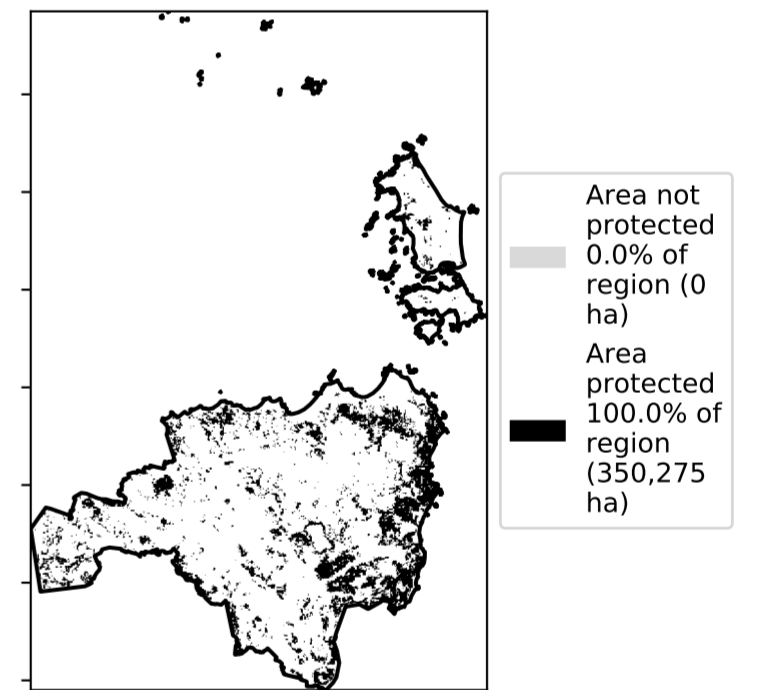 Area not
protected
0.0% of
region (0
ha)
Area
protected
100.0% of
region
(350,275
ha)